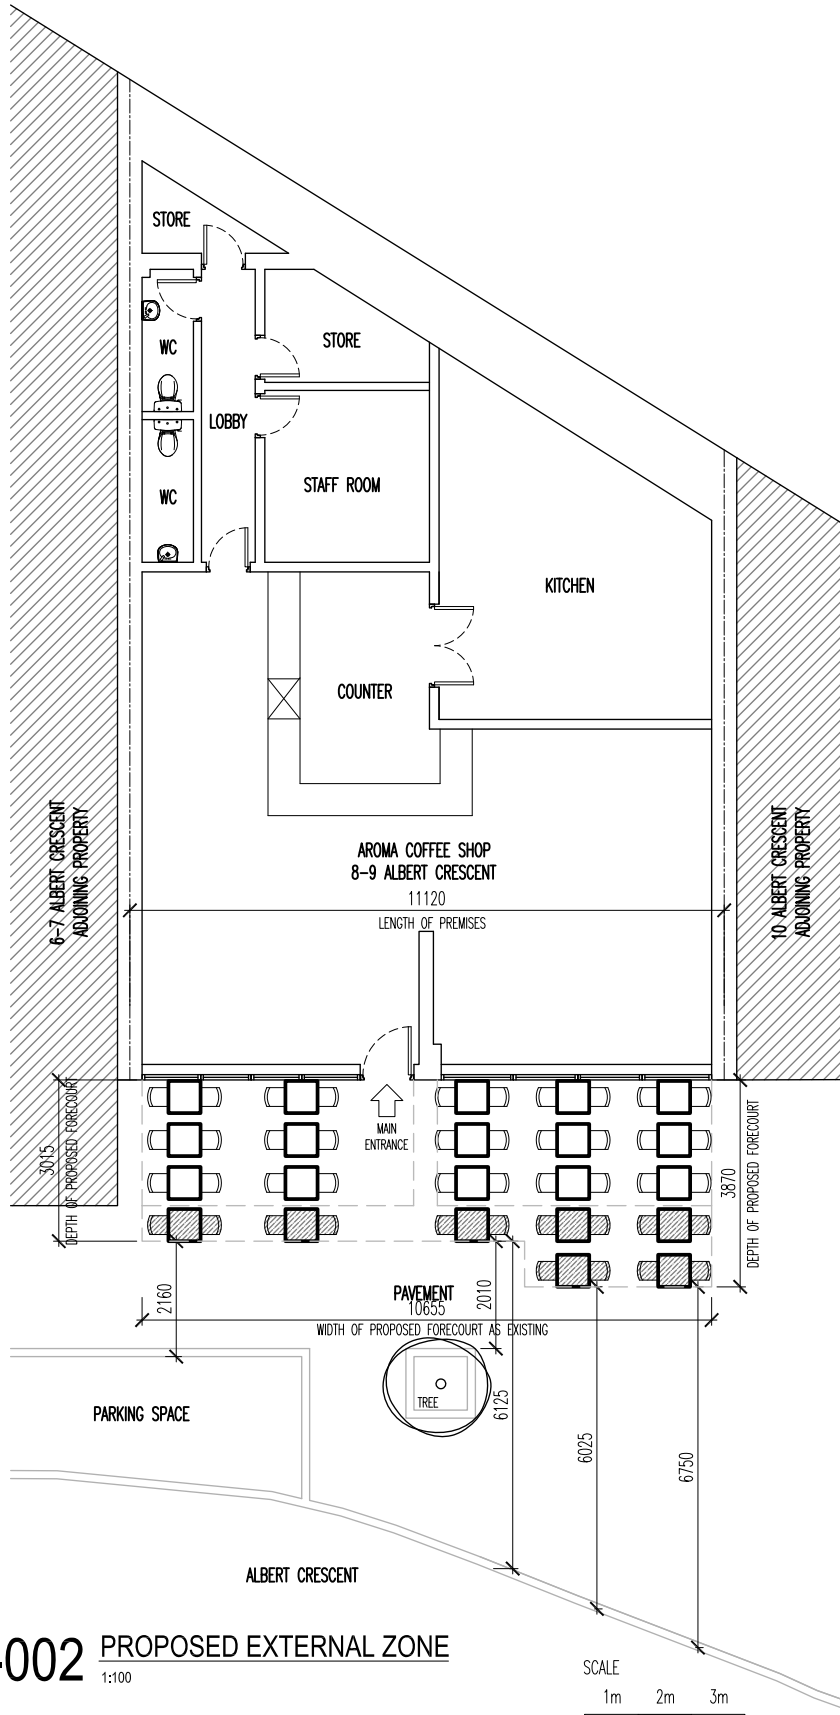 STORE
STORE
WC
LOBBY
STAFF ROOM
WC
KITCHEN
COUNTER
6-7 ALBERT CRESCENT
ADJOINING PROPERTY
10 ALBERT CRESCENT
ADJOINING PROPERTY
AROMA COFFEE SHOP
8-9 ALBERT CRESCENT
11120
LENGTH OF PREMISES
MAIN
ENTRANCE
3015
DEPTH OF PROPOSED FORECOURT
3870
DEPTH OF PROPOSED FORECOURT
2160
PAVEMENT
2010
10655
WIDTH OF PROPOSED FORECOURT AS EXISTING
TREE
6125
6025
6750
PARKING SPACE
ALBERT CRESCENT
-002 PROPOSED EXTERNAL ZONE
1:100
SCALE
1m 2m 3m